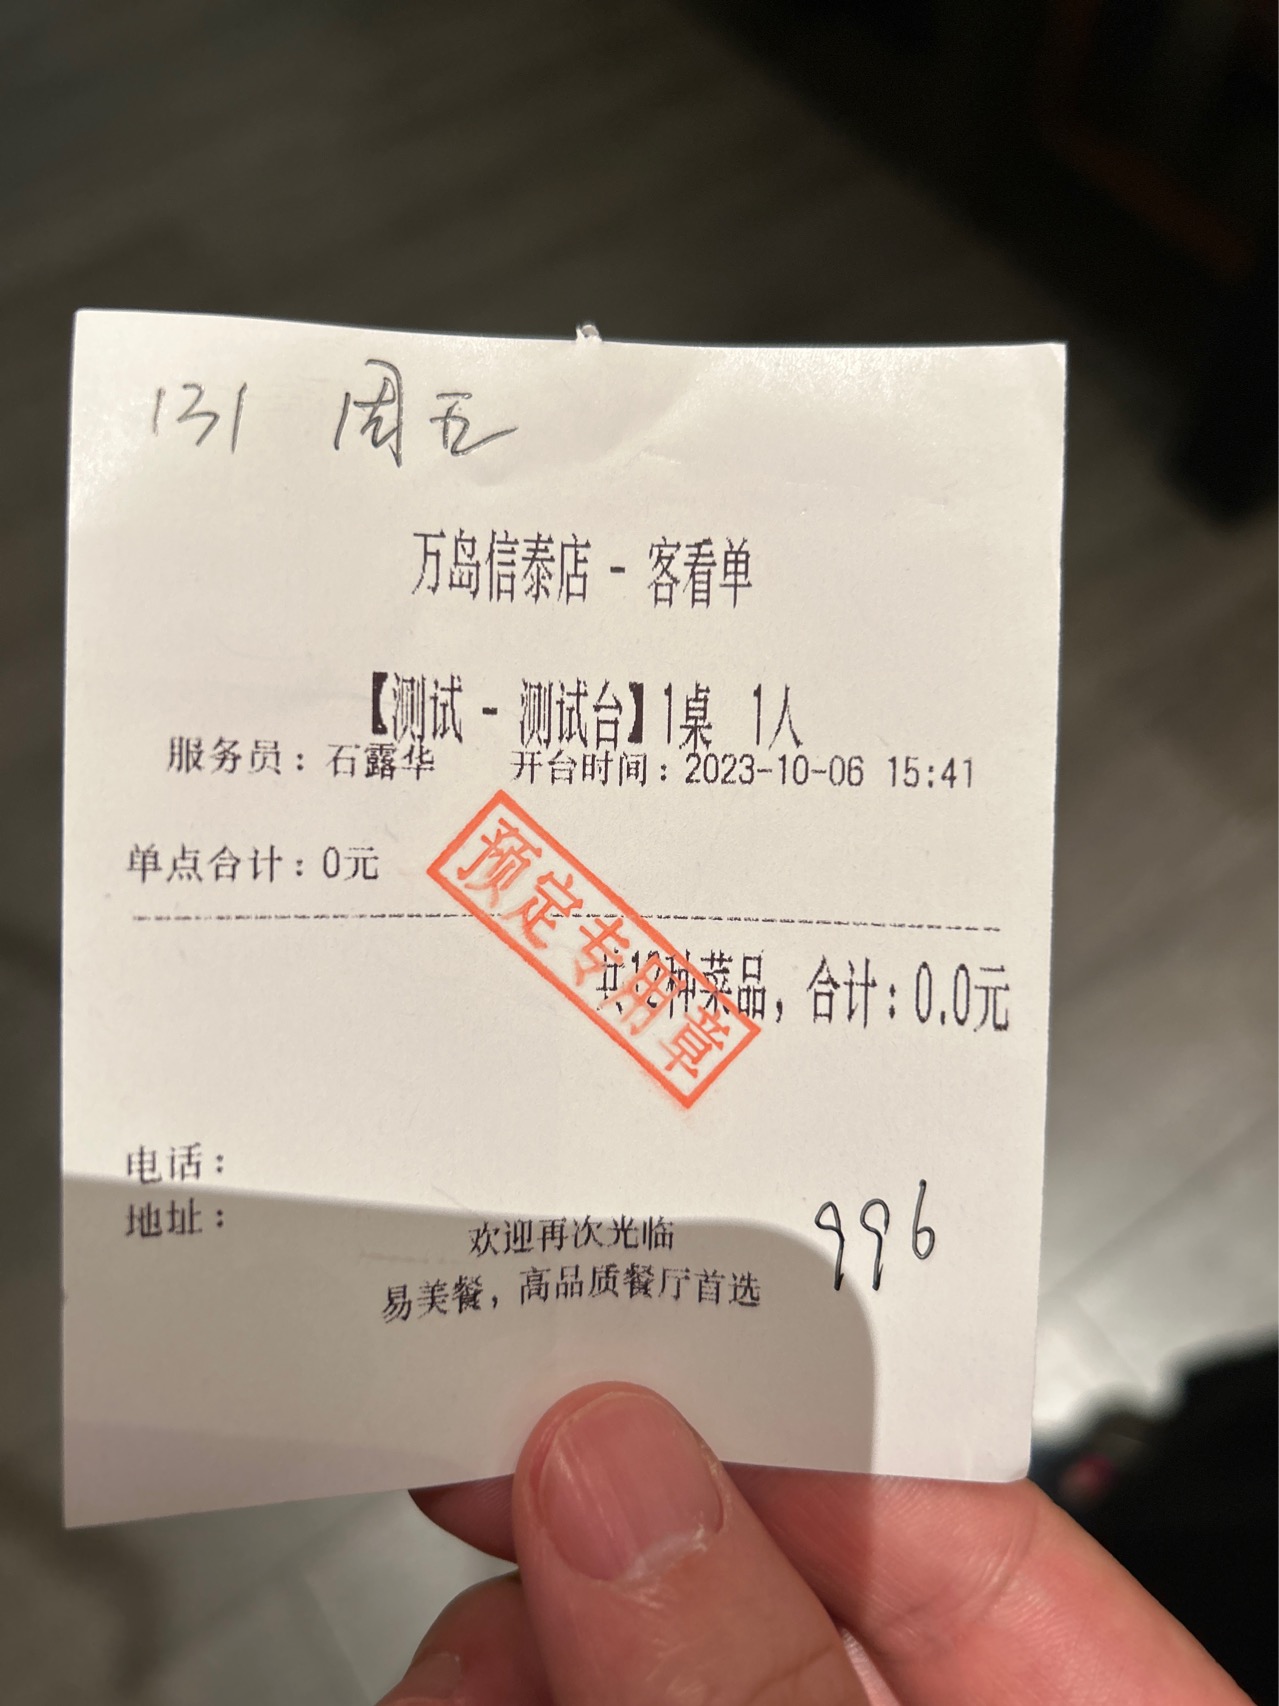 131 周五
万岛信泰店 - 客看单
【测试 - 测试台】1桌 1人
服务员：石露华 开台时间：2023-10-06 15:41
单点合计：0元
预定专用章
共12种菜品，合计：0.0元
电话：
地址：
996
欢迎再次光临
易美餐，高品质餐厅首选